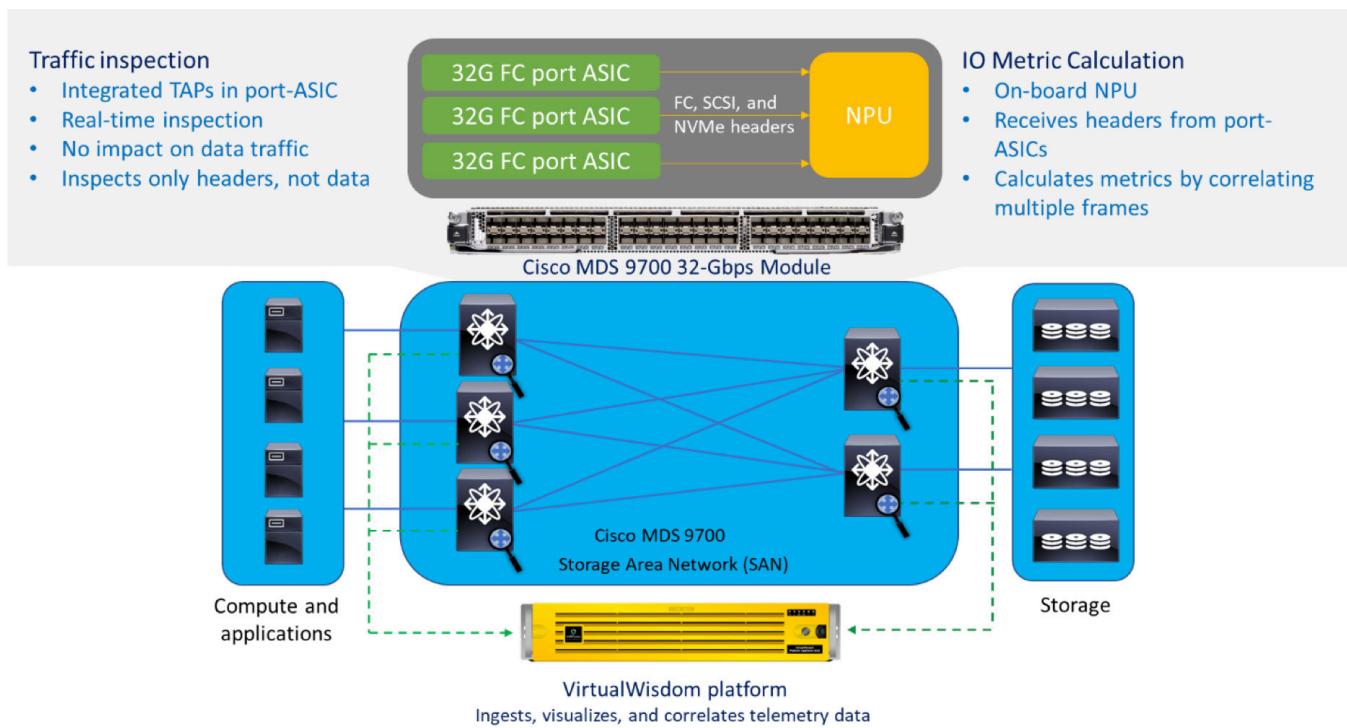 Traffic inspection
• Integrated TAPs in port-ASIC
• Real-time inspection
• No impact on data traffic
• Inspects only headers, not data
32G FC port ASIC
32G FC port ASIC
32G FC port ASIC
FC, SCSI, and
NVMe headers
NPU
IO Metric Calculation
• On-board NPU
• Receives headers from port-
ASICs
• Calculates metrics by correlating
multiple frames
Cisco MDS 9700 32-Gbps Module
Cisco MDS 9700
Storage Area Network (SAN)
Compute and
applications
Storage
VirtualWisdom platform
Ingests, visualizes, and correlates telemetry data